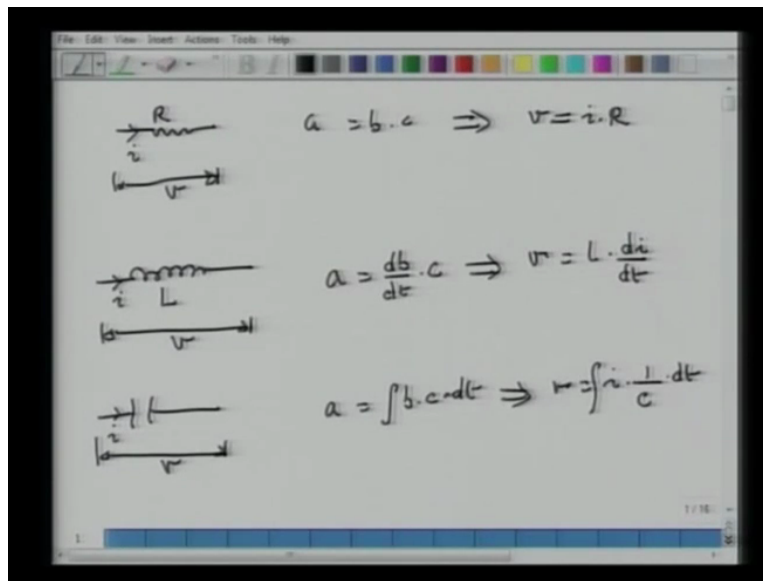 File Edit View Insert Actions Tools Help
B I
R
i
v
a = b · c ⇒ v = i · R
i L
v
a = db/dt · c ⇒ v = L · di/dt
i
v
a = ∫ b · c · dt ⇒ v = ∫ i · 1/c · dt
1 / 16
1